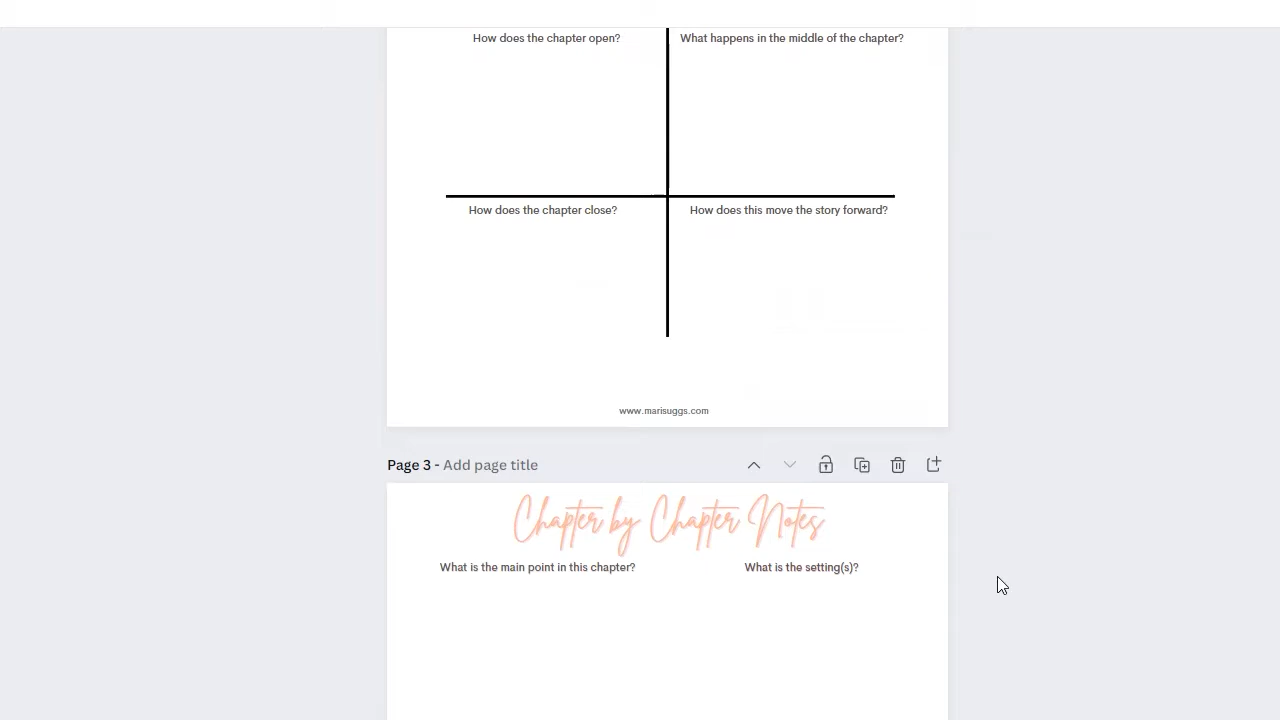 How does the chapter open? What happens in the middle of the chapter?
How does the chapter close? How does this move the story forward?
www.marisuggs.com
Page 3 - Add page title
Chapter by Chapter Notes
What is the main point in this chapter? What is the setting(s)?